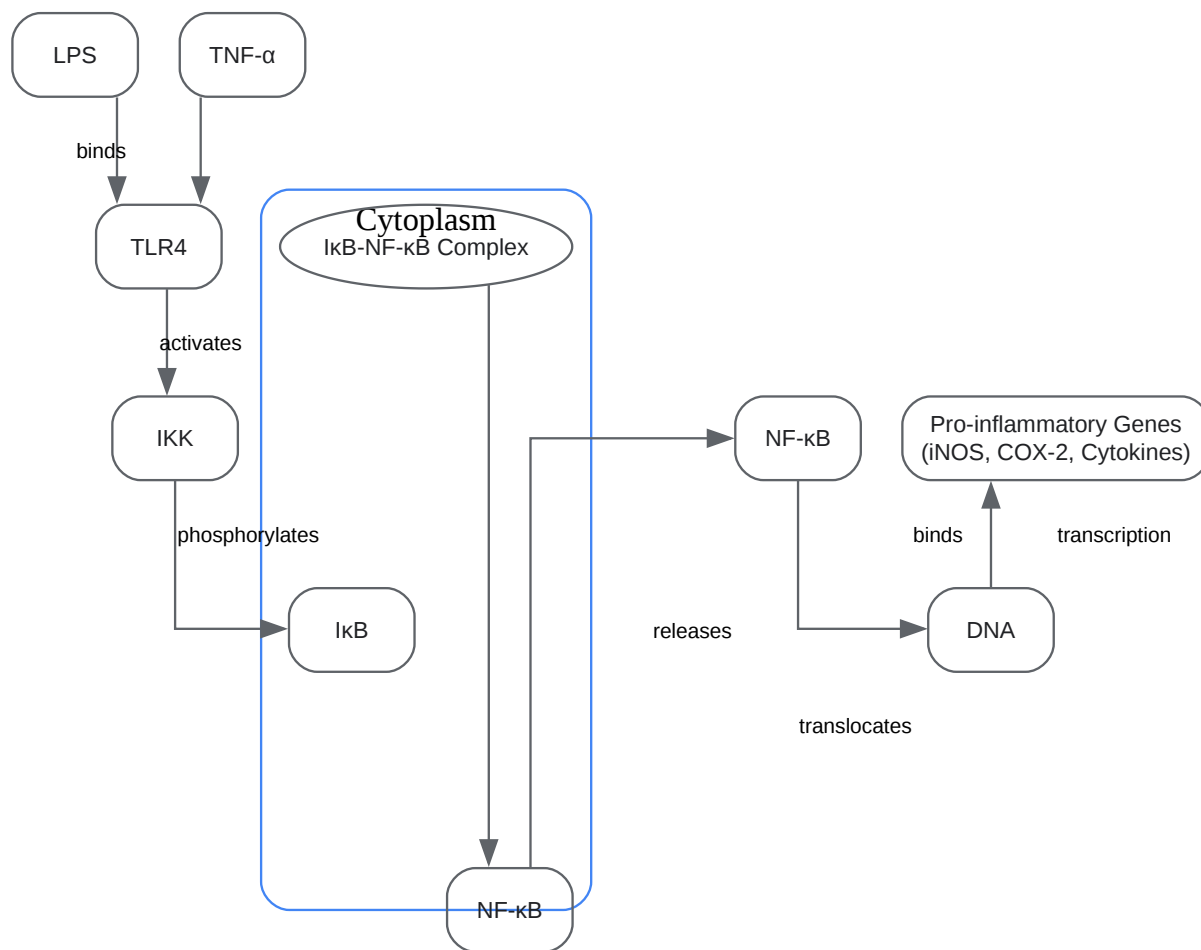 LPS
TNF-α
binds
Cytoplasm
TLR4
IκB-NF-κB Complex
activates
IKK
NF-κB
Pro-inflammatory Genes
(iNOS, COX-2, Cytokines)
phosphorylates
binds
transcription
IκB
releases
DNA
translocates
NF-κB